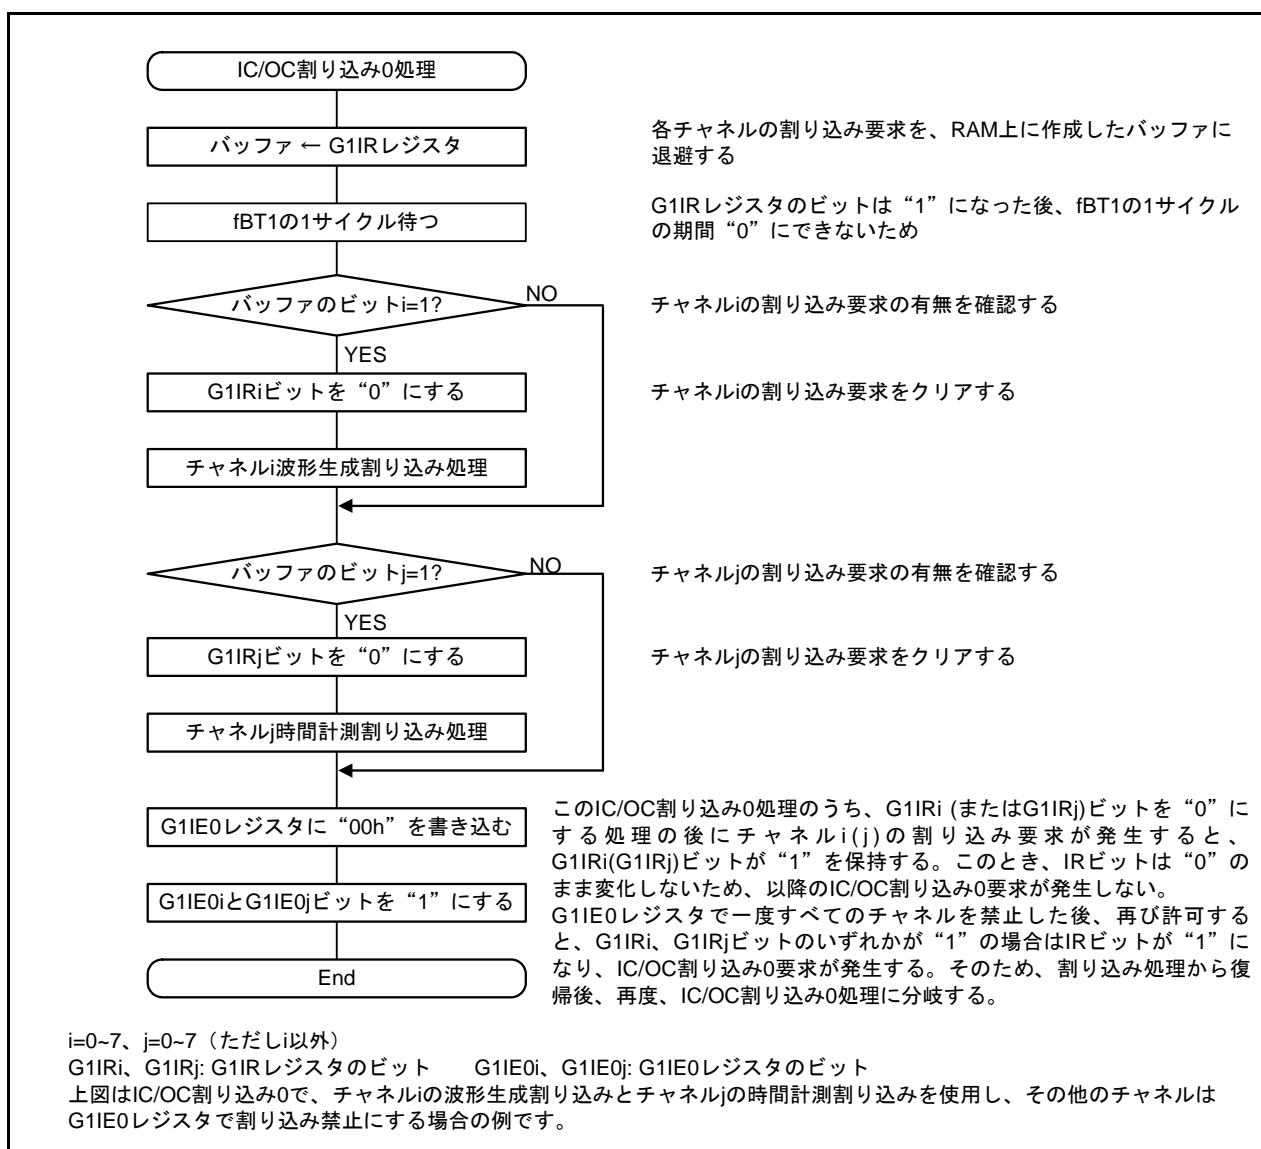 IC/OC割り込み0処理
バッファ ← G1IRレジスタ
各チャネルの割り込み要求を、RAM上に作成したバッファに
退避する
fBT1の1サイクル待つ
G1IRレジスタのビットは“1”になった後、fBT1の1サイクル
の期間“0”にできないため
バッファのビットi=1?
NO
チャネルiの割り込み要求の有無を確認する
YES
G1IRiビットを“0”にする
チャネルiの割り込み要求をクリアする
チャネルi波形生成割り込み処理
バッファのビットj=1?
NO
チャネルjの割り込み要求の有無を確認する
YES
G1IRjビットを“0”にする
チャネルjの割り込み要求をクリアする
チャネルj時間計測割り込み処理
G1IE0レジスタに“00h”を書き込む
G1IE0iとG1IE0jビットを“1”にする
End
このIC/OC割り込み0処理のうち、G1IRi (またはG1IRj)ビットを“0”に
する処理の後にチャネルi(j)の割り込み要求が発生すると、
G1IRi(G1IRj)ビットが“1”を保持する。このとき、IRビットは“0”の
まま変化しないため、以降のIC/OC割り込み0要求が発生しない。
G1IE0レジスタで一度すべてのチャネルを禁止した後、再び許可する
と、G1IRi、G1IRjビットのいずれかが“1”の場合はIRビットが“1”に
なり、IC/OC割り込み0要求が発生する。そのため、割り込み処理から復
帰後、再度、IC/OC割り込み0処理に分岐する。
i=0~7、j=0~7（ただしi以外）
G1IRi、G1IRj: G1IRレジスタのビット　　G1IE0i、G1IE0j: G1IE0レジスタのビット
上図はIC/OC割り込み0で、チャネルiの波形生成割り込みとチャネルjの時間計測割り込みを使用し、その他のチャネルは
G1IE0レジスタで割り込み禁止にする場合の例です。